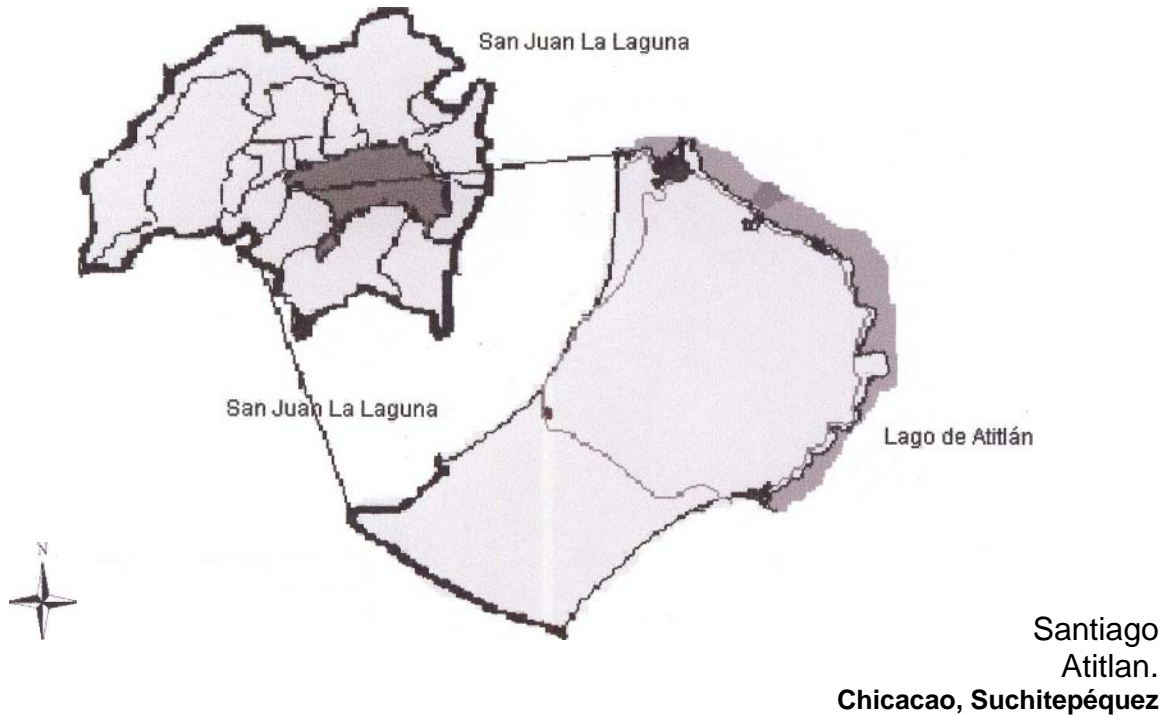 San Juan La Laguna
San Juan La Laguna
Lago de Atitlán
N
Santiago
Atitlan.
Chicacao, Suchitepéquez